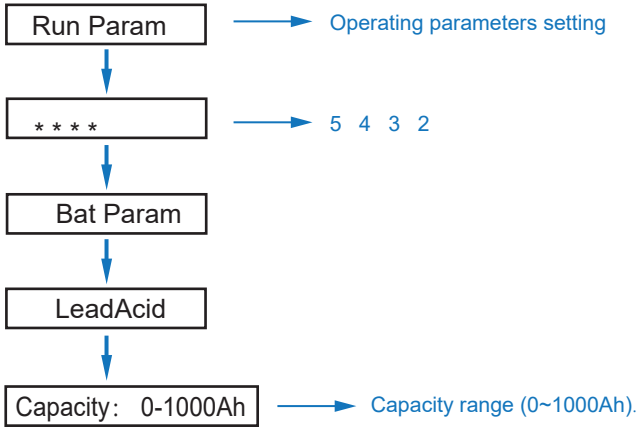 Run Param
Operating parameters setting
* * * *
5 4 3 2
Bat Param
LeadAcid
Capacity: 0-1000Ah
Capacity range (0~1000Ah).